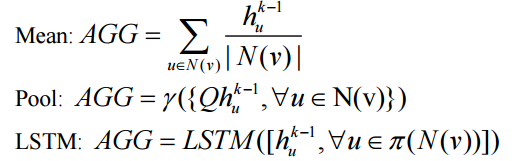 Mean: AGG = ∑_{u∈N(v)} h_u^{k-1} / | N(v) |
Pool: AGG = γ({Qh_u^{k-1}, ∀u ∈ N(v)})
LSTM: AGG = LSTM([h_u^{k-1}, ∀u ∈ π(N(v))])